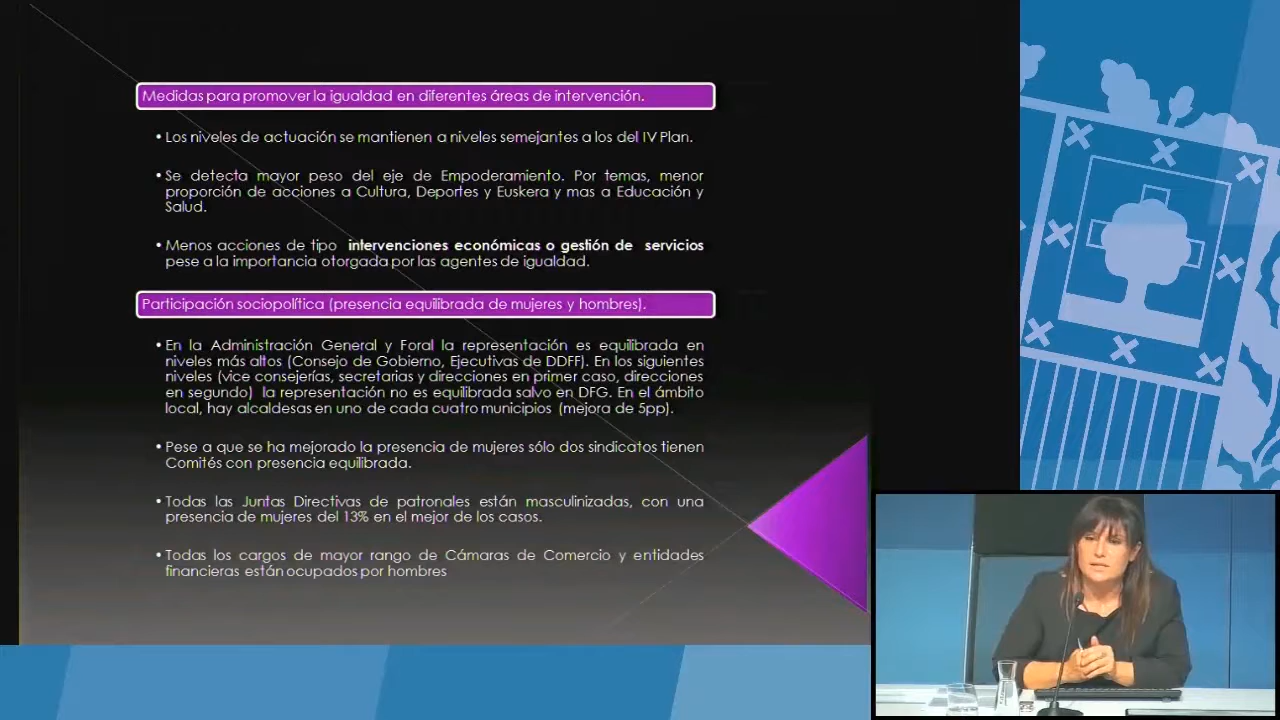 Medidas para promover la igualdad en diferentes áreas de intervención.
• Los niveles de actuación se mantienen a niveles semejantes a los del IV Plan.
• Se detecta mayor peso del eje de Empoderamiento. Por temas, menor
proporción de acciones a Cultura, Deportes y Euskera y mas a Educación y
Salud.
• Menos acciones de tipo intervenciones económicas o gestión de servicios
pese a la importancia otorgada por las agentes de igualdad.
Participación sociopolítica (presencia equilibrada de mujeres y hombres).
• En la Administración General y Foral la representación es equilibrada en
niveles más altos (Consejo de Gobierno, Ejecutivas de DDFF). En los siguientes
niveles (vice consejerías, secretarias y direcciones en primer caso, direcciones
en segundo) la representación no es equilibrada salvo en DFG. En el ámbito
local, hay alcaldesas en uno de cada cuatro municipios (mejora de 5pp).
• Pese a que se ha mejorado la presencia de mujeres sólo dos sindicatos tienen
Comités con presencia equilibrada.
• Todas las Juntas Directivas de patronales están masculinizadas, con una
presencia de mujeres del 13% en el mejor de los casos.
• Todas los cargos de mayor rango de Cámaras de Comercio y entidades
financieras están ocupados por hombres